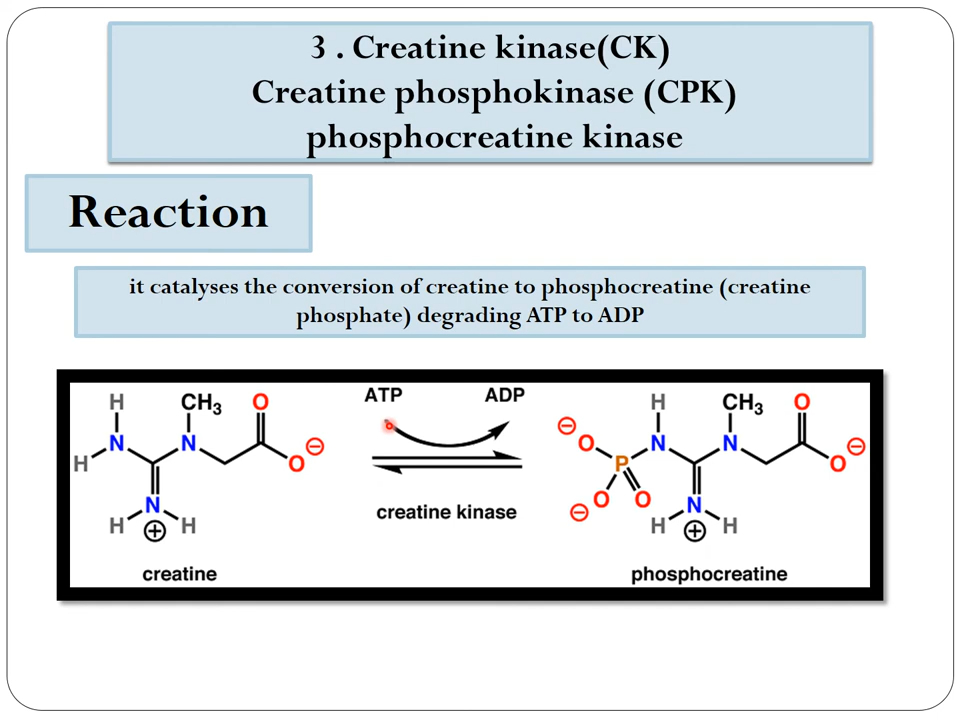 3 . Creatine kinase(CK)
Creatine phosphokinase (CPK)
phosphocreatine kinase
Reaction
it catalyses the conversion of creatine to phosphocreatine (creatine
phosphate) degrading ATP to ADP
H CH3 O ATP ADP H CH3 O
H N N O ⊖ ⊖ O N N O ⊖
P
N O O N
H ⊕ H creatine kinase ⊖ H ⊕ H
creatine phosphocreatine